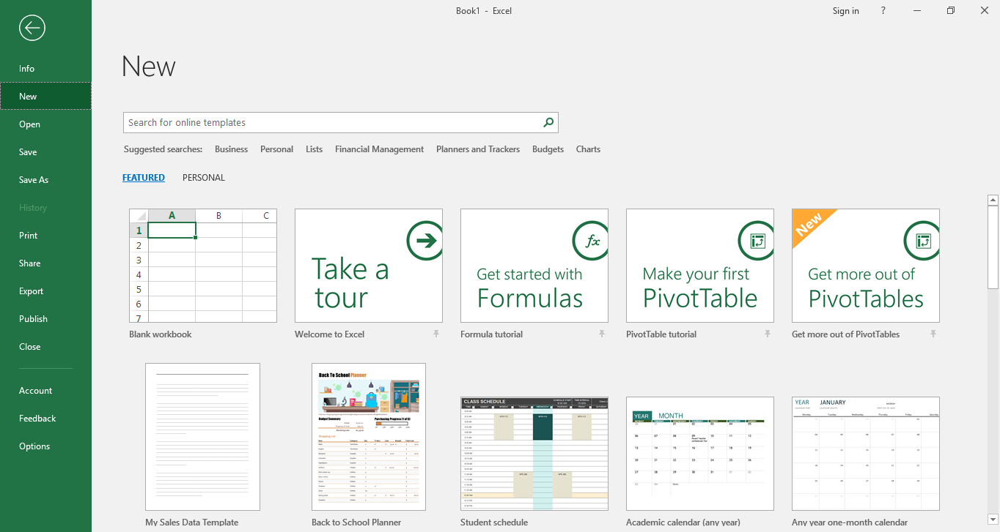 Book1 - Excel
Sign in
?
Info
New
Open
Save
Save As
History
Print
Share
Export
Publish
Close
Account
Feedback
Options
New
Search for online templates
Suggested searches: Business Personal Lists Financial Management Planners and Trackers Budgets Charts
FEATURED PERSONAL
A B C
1
2
3
4
5
6
7
Blank workbook
Take a
tour
Welcome to Excel
fx
Get started with
Formulas
Formula tutorial
Make your first
PivotTable
PivotTable tutorial
New
Get more out of
PivotTables
Get more out of PivotTables
My Sales Data Template
Back To School Planner
Budget Summary
Shopping List
Back to School Planner
CLASS SCHEDULE
Student schedule
YEAR MONTH
Academic calendar (any year)
YEAR JANUARY
Any year one-month calendar